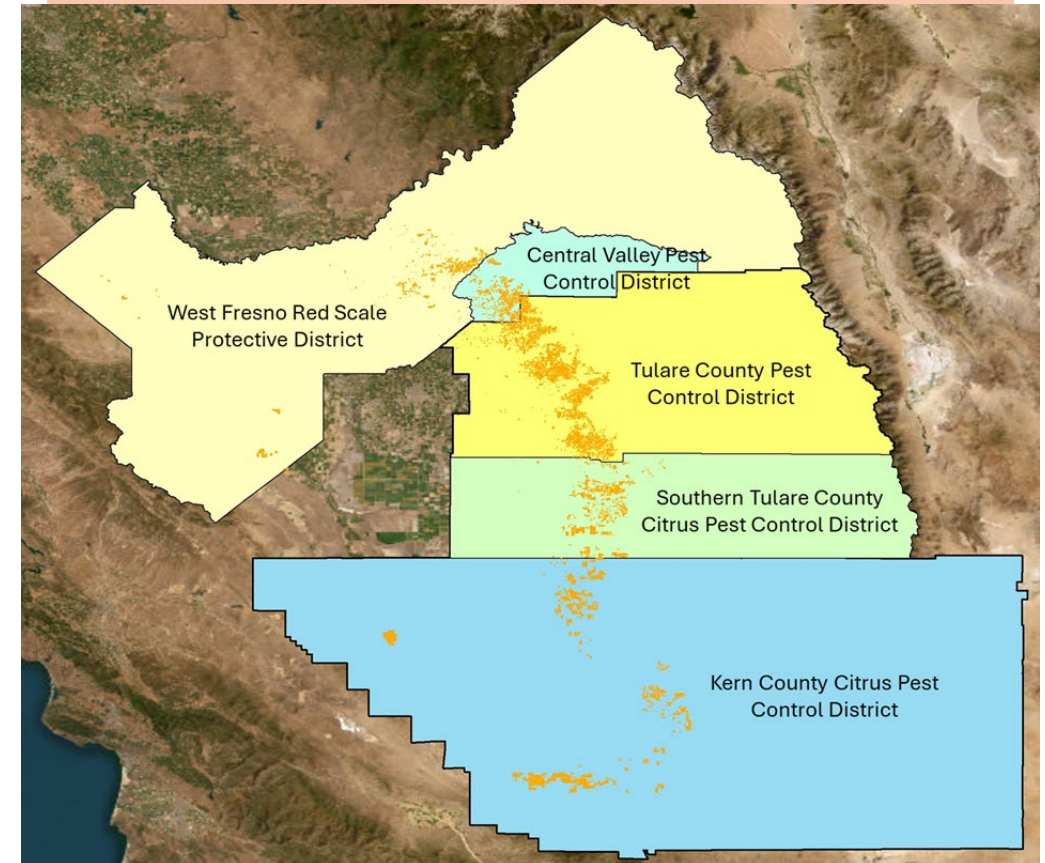 Central Valley Pest
Control District
West Fresno Red Scale
Protective District
Tulare County Pest
Control District
Southern Tulare County
Citrus Pest Control District
Kern County Citrus Pest
Control District